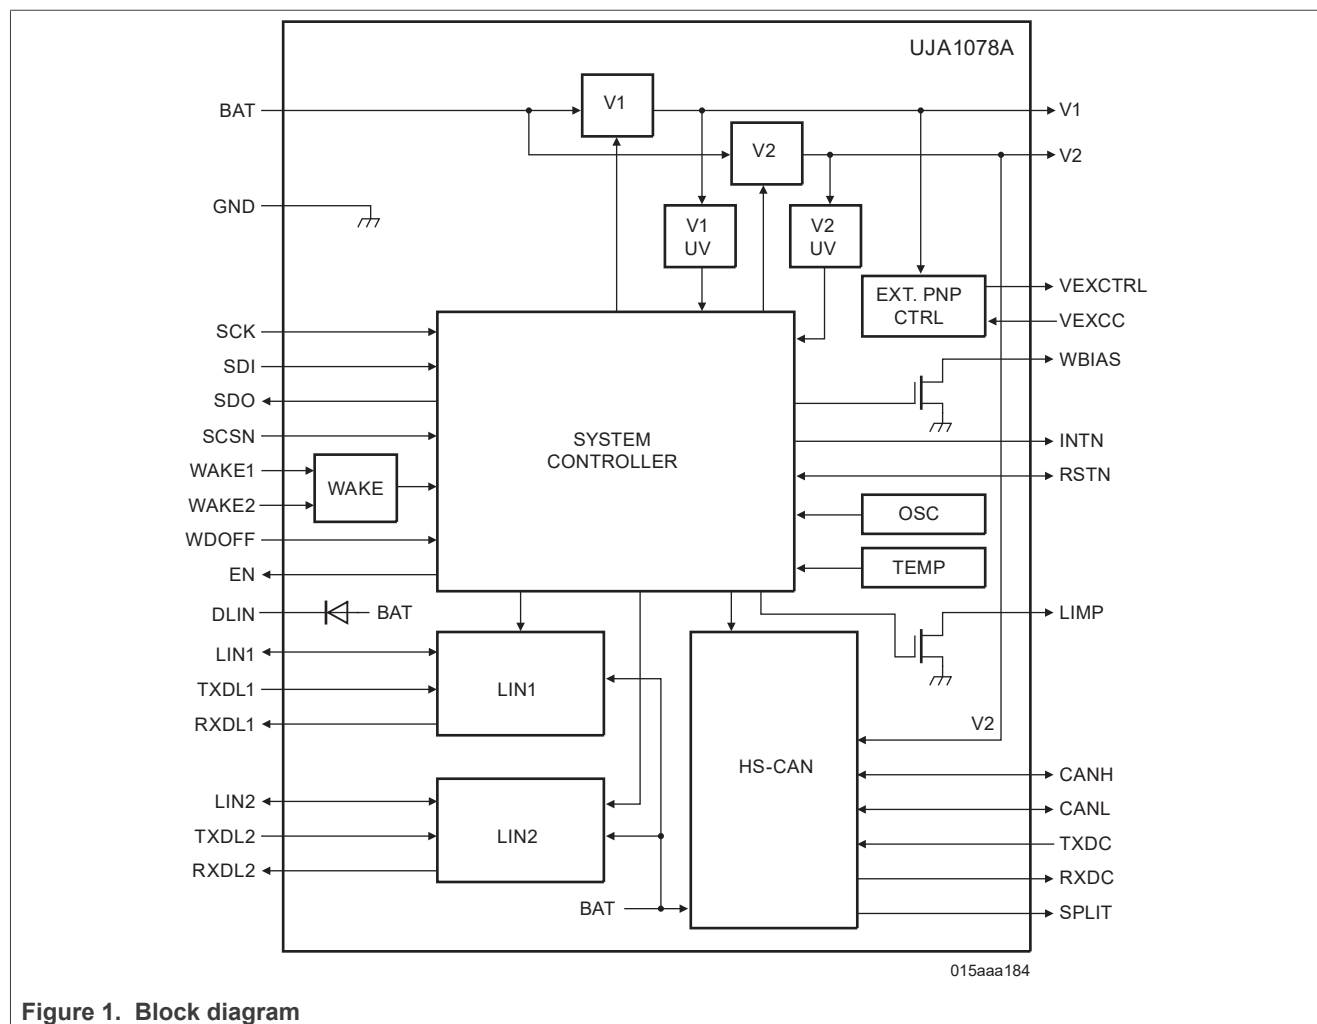 UJA1078A
BAT
V1
V1
V2
V2
GND
V1
UV
V2
UV
EXT. PNP
CTRL
VEXCTRL
VEXCC
SCK
SDI
SDO
SCSN
WAKE1
WAKE2
WAKE
WDOFF
EN
SYSTEM
CONTROLLER
WBIAS
INTN
RSTN
OSC
TEMP
DLIN
BAT
LIMP
LIN1
TXDL1
RXDL1
LIN1
V2
HS-CAN
LIN2
TXDL2
RXDL2
LIN2
BAT
CANH
CANL
TXDC
RXDC
SPLIT
015aaa184
Figure 1. Block diagram